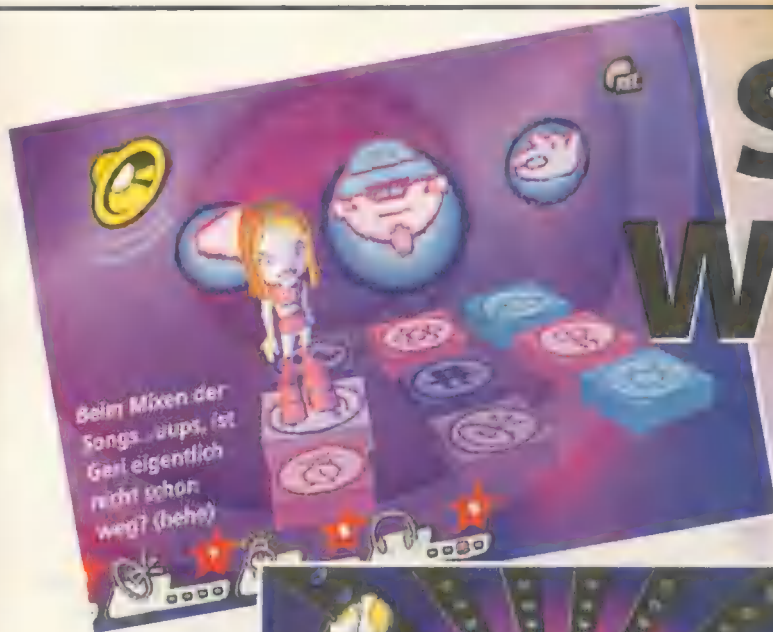 S
W
Beim Mixen der
Songs...uups, ist
Geri eigentlich
nicht schon
weg? (hehe)